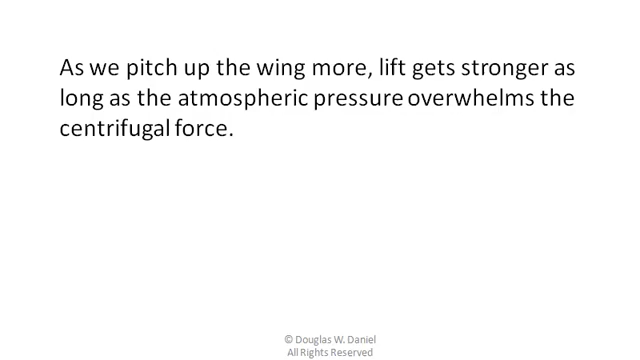 As we pitch up the wing more, lift gets stronger as
long as the atmospheric pressure overwhelms the
centrifugal force.
© Douglas W. Daniel
All Rights Reserved